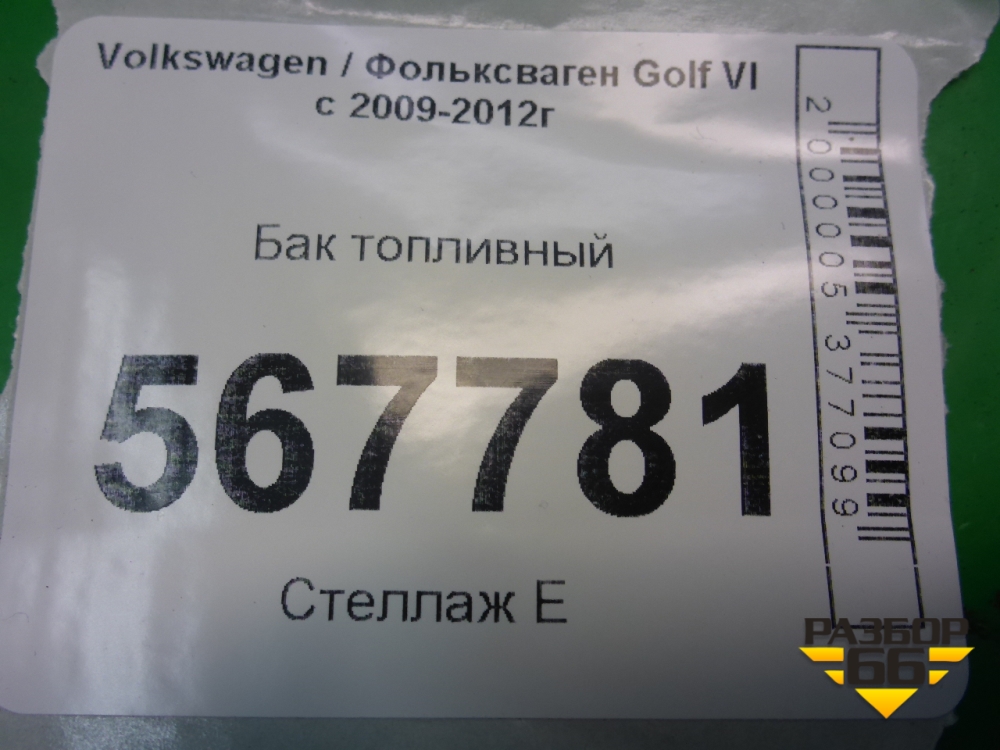 Volkswagen / Фольксваген Golf VI
с 2009-2012г
Бак топливный
567781
Стеллаж Е
2000005377099
РАЗБОР
66